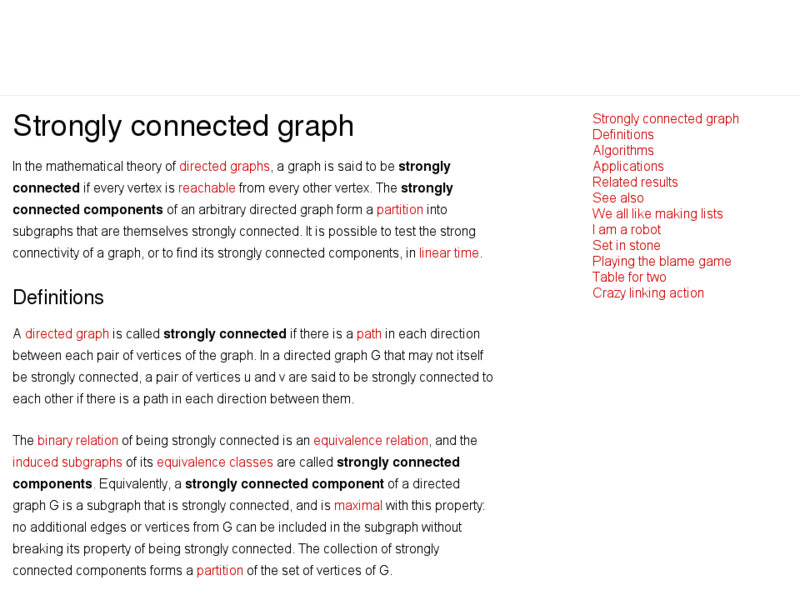 Strongly connected graph
In the mathematical theory of directed graphs, a graph is said to be strongly
connected if every vertex is reachable from every other vertex. The strongly
connected components of an arbitrary directed graph form a partition into
subgraphs that are themselves strongly connected. It is possible to test the strong
connectivity of a graph, or to find its strongly connected components, in linear time.
Definitions
A directed graph is called strongly connected if there is a path in each direction
between each pair of vertices of the graph. In a directed graph G that may not itself
be strongly connected, a pair of vertices u and v are said to be strongly connected to
each other if there is a path in each direction between them.
The binary relation of being strongly connected is an equivalence relation, and the
induced subgraphs of its equivalence classes are called strongly connected
components. Equivalently, a strongly connected component of a directed
graph G is a subgraph that is strongly connected, and is maximal with this property:
no additional edges or vertices from G can be included in the subgraph without
breaking its property of being strongly connected. The collection of strongly
connected components forms a partition of the set of vertices of G.
Strongly connected graph
Definitions
Algorithms
Applications
Related results
See also
We all like making lists
I am a robot
Set in stone
Playing the blame game
Table for two
Crazy linking action